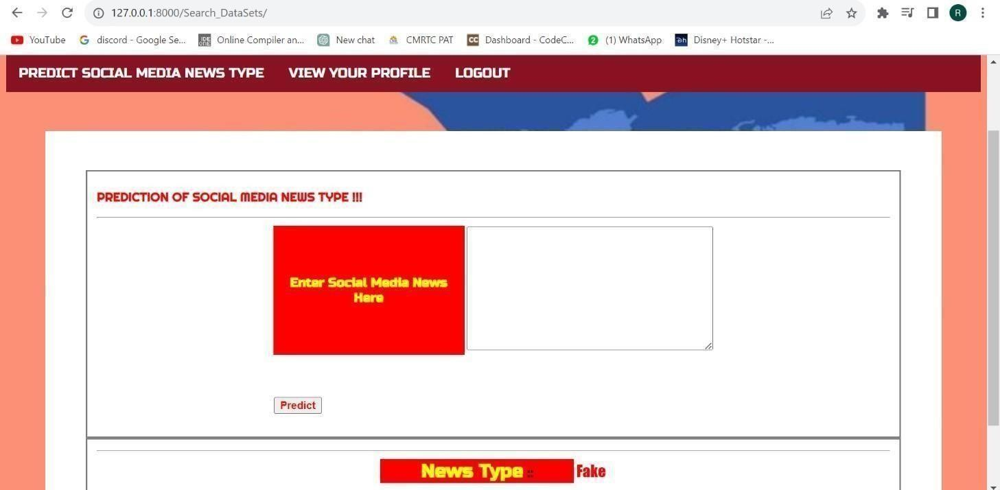 127.0.0.1:8000/Search_DataSets/
R
YouTube
discord - Google Se...
Online Compiler an...
New chat
CMRTC PAT
CC Dashboard - CodeC...
2 (1) WhatsApp
Disney+ Hotstar -...
PREDICT SOCIAL MEDIA NEWS TYPE VIEW YOUR PROFILE LOGOUT
PREDICTION OF SOCIAL MEDIA NEWS TYPE !!!
Enter Social Media News
Here
Predict
News Type :: Fake